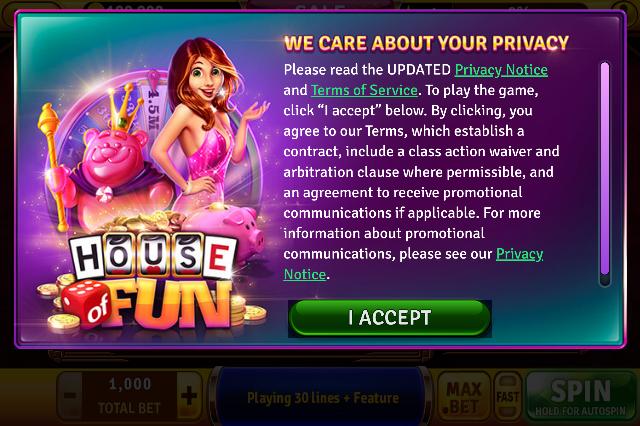 WE CARE ABOUT YOUR PRIVACY
Please read the UPDATED Privacy Notice
and Terms of Service. To play the game,
click “I accept” below. By clicking, you
agree to our Terms, which establish a
contract, include a class action waiver and
arbitration clause where permissible, and
an agreement to receive promotional
communications if applicable. For more
information about promotional
communications, please see our Privacy
Notice.
I ACCEPT
HOUSE
of FUN
1,000
TOTAL BET
Playing 30 lines + Feature
MAX
.BET
FAST
SPIN
HOLD FOR AUTOSPIN